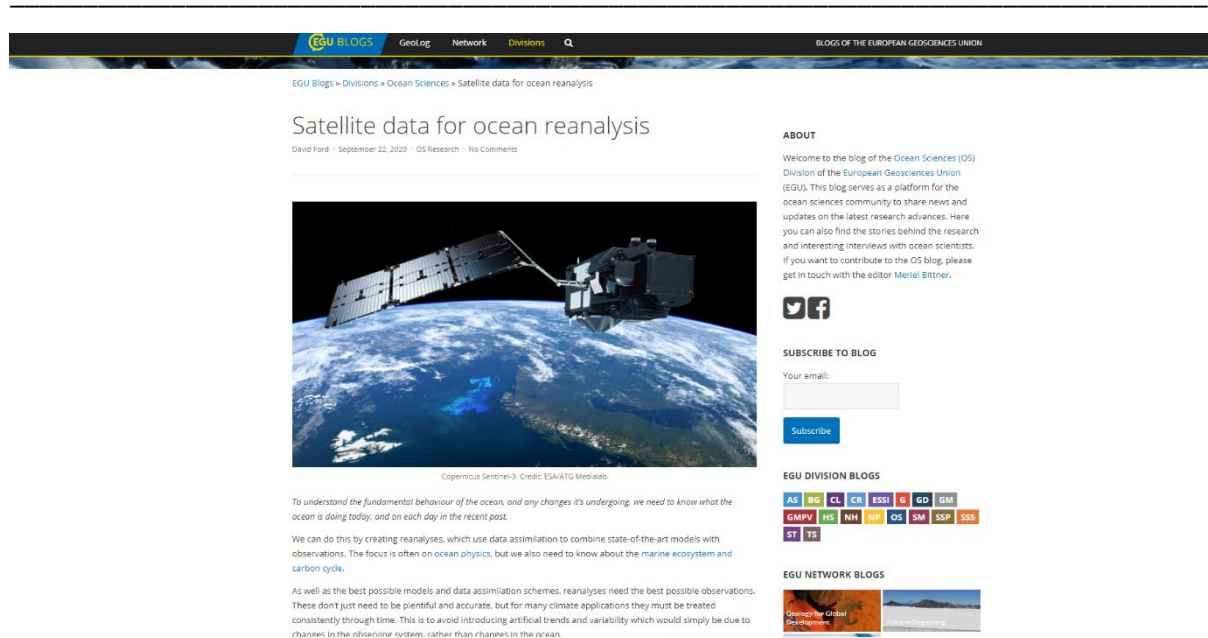 EGU BLOGS GeoLog Network Divisions BLOGS OF THE EUROPEAN GEOSCIENCES UNION
EGU Blogs » Divisions » Ocean Sciences » Satellite data for ocean reanalysis
Satellite data for ocean reanalysis
David Ford - September 22, 2020 - OS Research - No Comments
Copernicus Sentinel-3. Credit: ESA/ATG Medialab
To understand the fundamental behaviour of the ocean, and any changes it's undergoing, we need to know what the
ocean is doing today, and on each day in the recent past.
We can do this by creating reanalyses, which use data assimilation to combine state-of-the-art models with
observations. The focus is often on ocean physics, but we also need to know about the marine ecosystem and
carbon cycle.
As well as the best possible models and data assimilation schemes, reanalyses need the best possible observations.
These don't just need to be plentiful and accurate, but for many climate applications they must be treated
consistently through time. This is to avoid introducing artificial trends and variability which would simply be due to
changes in the observing system, rather than changes in the ocean.
ABOUT
Welcome to the blog of the Ocean Sciences (OS)
Division of the European Geosciences Union
(EGU). This blog serves as a platform for the
ocean sciences community to share news and
updates on the latest research advances. Here
you can also find the stories behind the research
and interesting interviews with ocean scientists.
If you want to contribute to the OS blog, please
get in touch with the editor Meriel Bittner.
SUBSCRIBE TO BLOG
Your email:
Subscribe
EGU DIVISION BLOGS
AS BG CL CR ESSI G GD GM
GMPV HS NH NP OS SM SSP SSS
ST TS
EGU NETWORK BLOGS
Geology for Global
Development
VolcanicDegassing